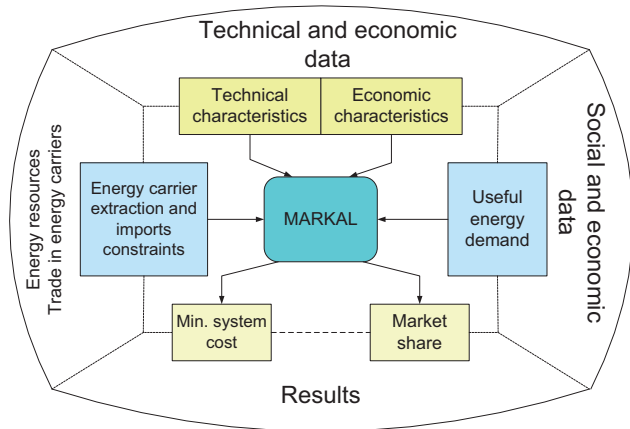 Technical and economic
data
Technical
characteristics
Economic
characteristics
Energy resources
Trade in energy carriers
Energy carrier
extraction and
imports
constraints
MARKAL
Useful
energy
demand
Social and economic
data
Min. system
cost
Market
share
Results